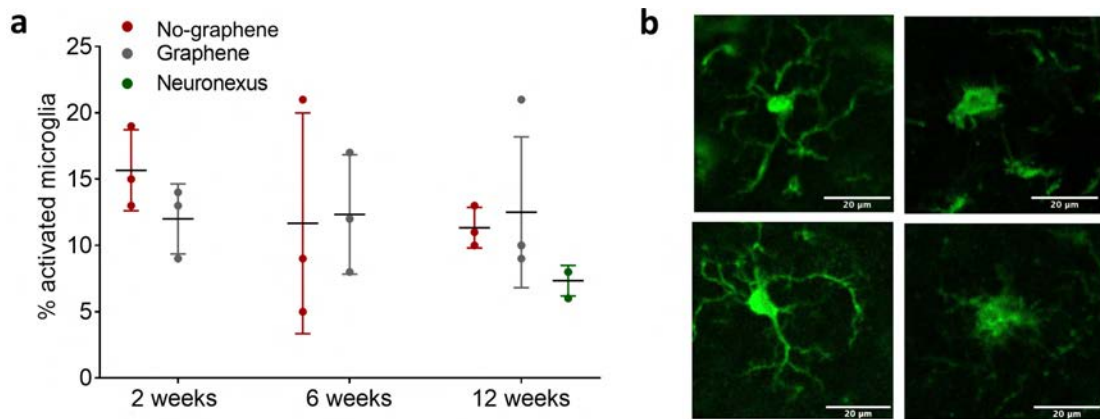 a
No-graphene
Graphene
Neuronexus
25
20
15
10
5
0
% activated microglia
2 weeks
6 weeks
12 weeks
b
20 μm
20 μm
20 μm
20 μm